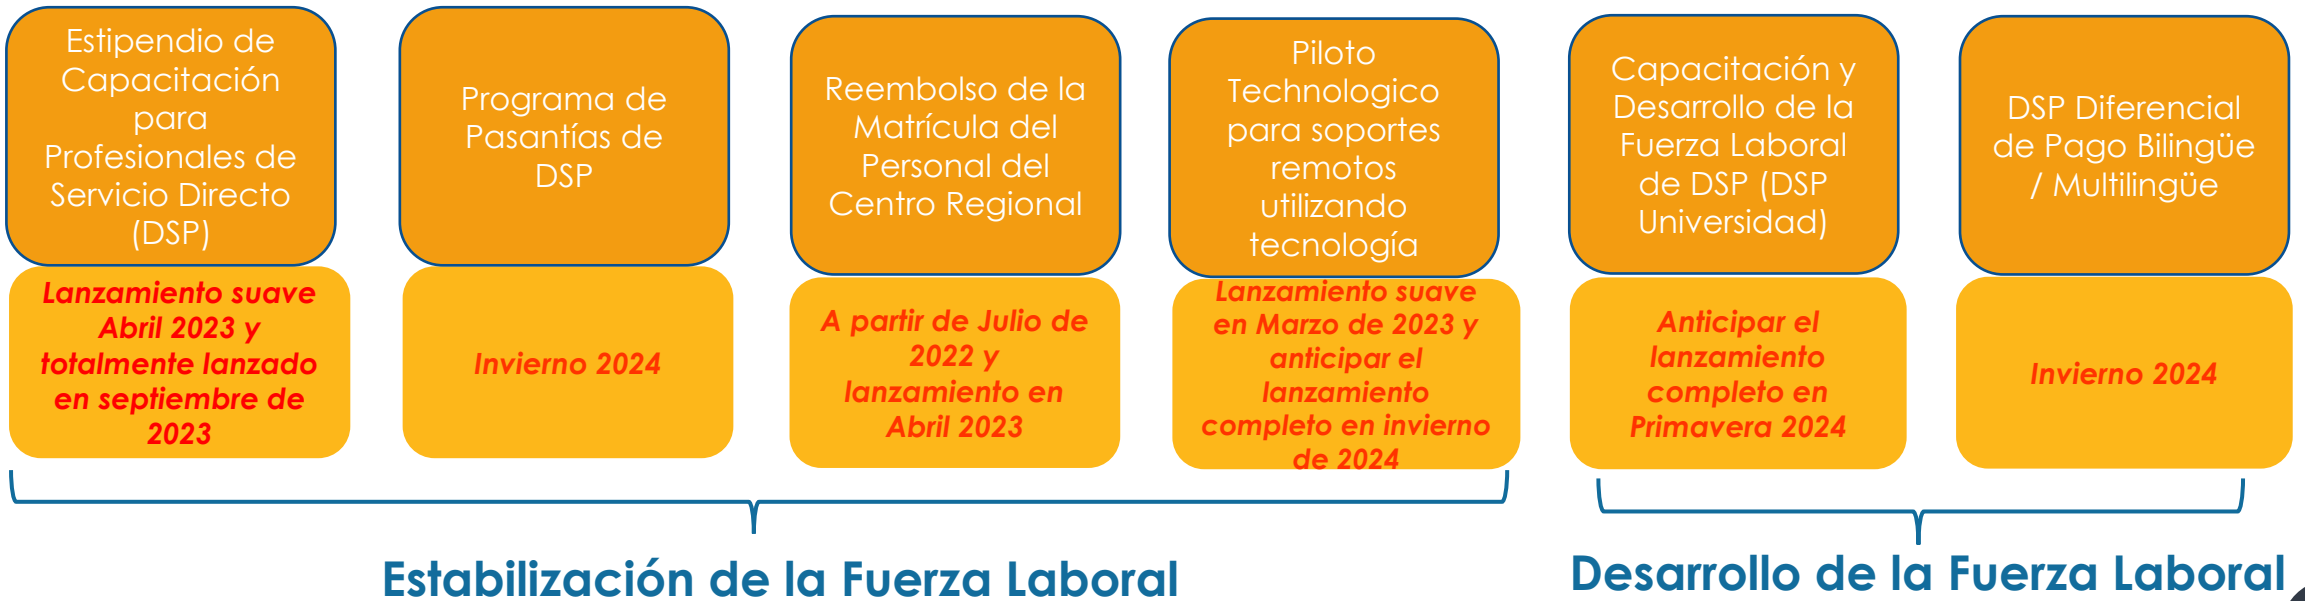 Estipendio de
Capacitación
para
Profesionales de
Servicio Directo
(DSP)
Lanzamiento suave
Abril 2023 y
totalmente lanzado
en septiembre de
2023
Programa de
Pasantías de
DSP
Invierno 2024
Reembolso de la
Matrícula del
Personal del
Centro Regional
A partir de Julio de
2022 y
lanzamiento en
Abril 2023
Piloto
Technologico
para soportes
remotos
utilizando
tecnología
Lanzamiento suave
en Marzo de 2023 y
anticipar el
lanzamiento
completo en invierno
de 2024
Capacitación y
Desarrollo de la
Fuerza Laboral
de DSP (DSP
Universidad)
Anticipar el
lanzamiento
completo en
Primavera 2024
DSP Diferencial
de Pago Bilingüe
/ Multilingüe
Invierno 2024
Estabilización de la Fuerza Laboral
Desarrollo de la Fuerza Laboral